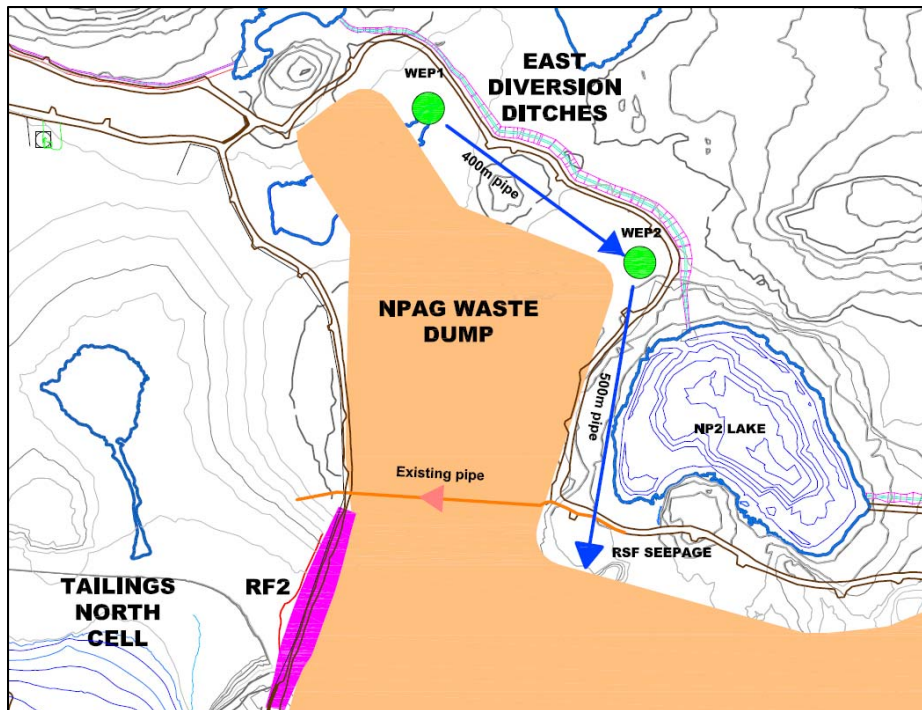 WEP1
EAST
DIVERSION
DITCHES
400m pipe
WEP2
NPAG WASTE
DUMP
500m pipe
NP2 LAKE
Existing pipe
RSF SEEPAGE
TAILINGS
NORTH
CELL
RF2